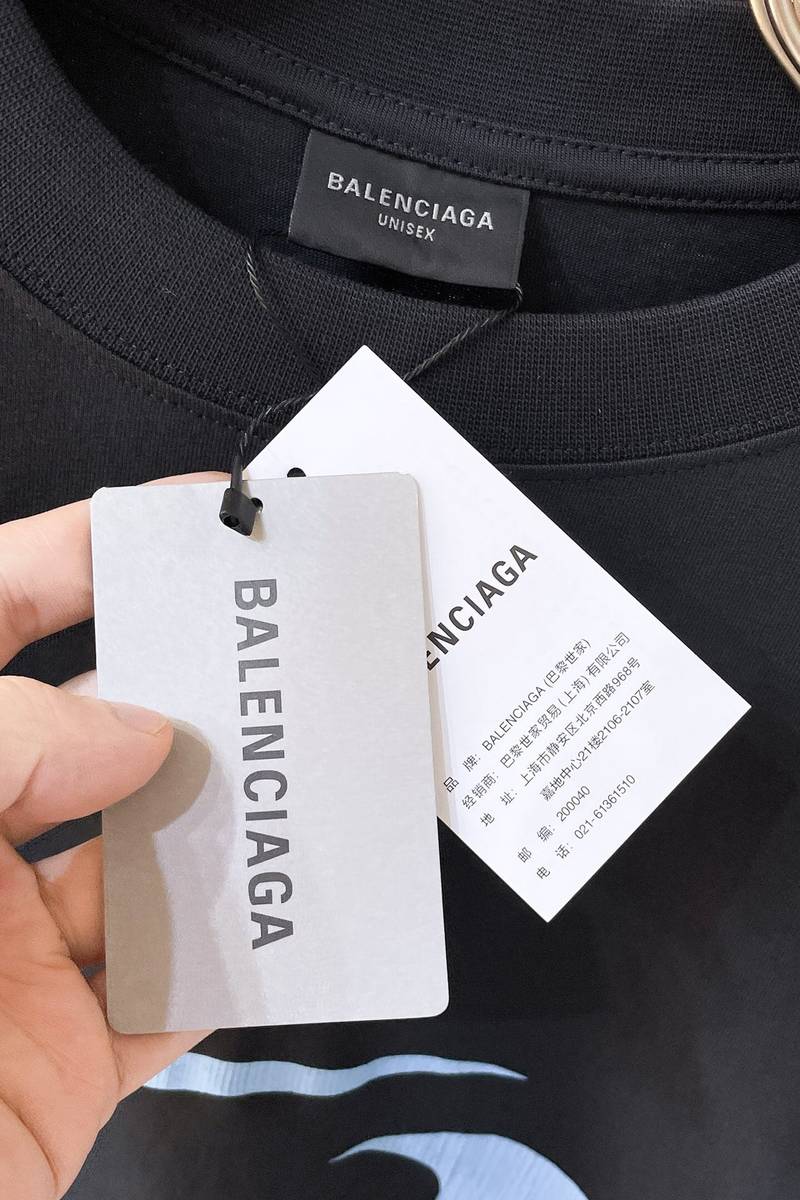 BALENCIAGA
UNISEX
BALENCIAGA
ENCIAGA
品 牌: BALENCIAGA (巴黎世家)
经销商: 巴黎世家贸易 (上海) 有限公司
地 址: 上海市静安区北京西路968号
嘉地中心21楼2106-2107室
邮 编: 200040
电 话: 021-61361510